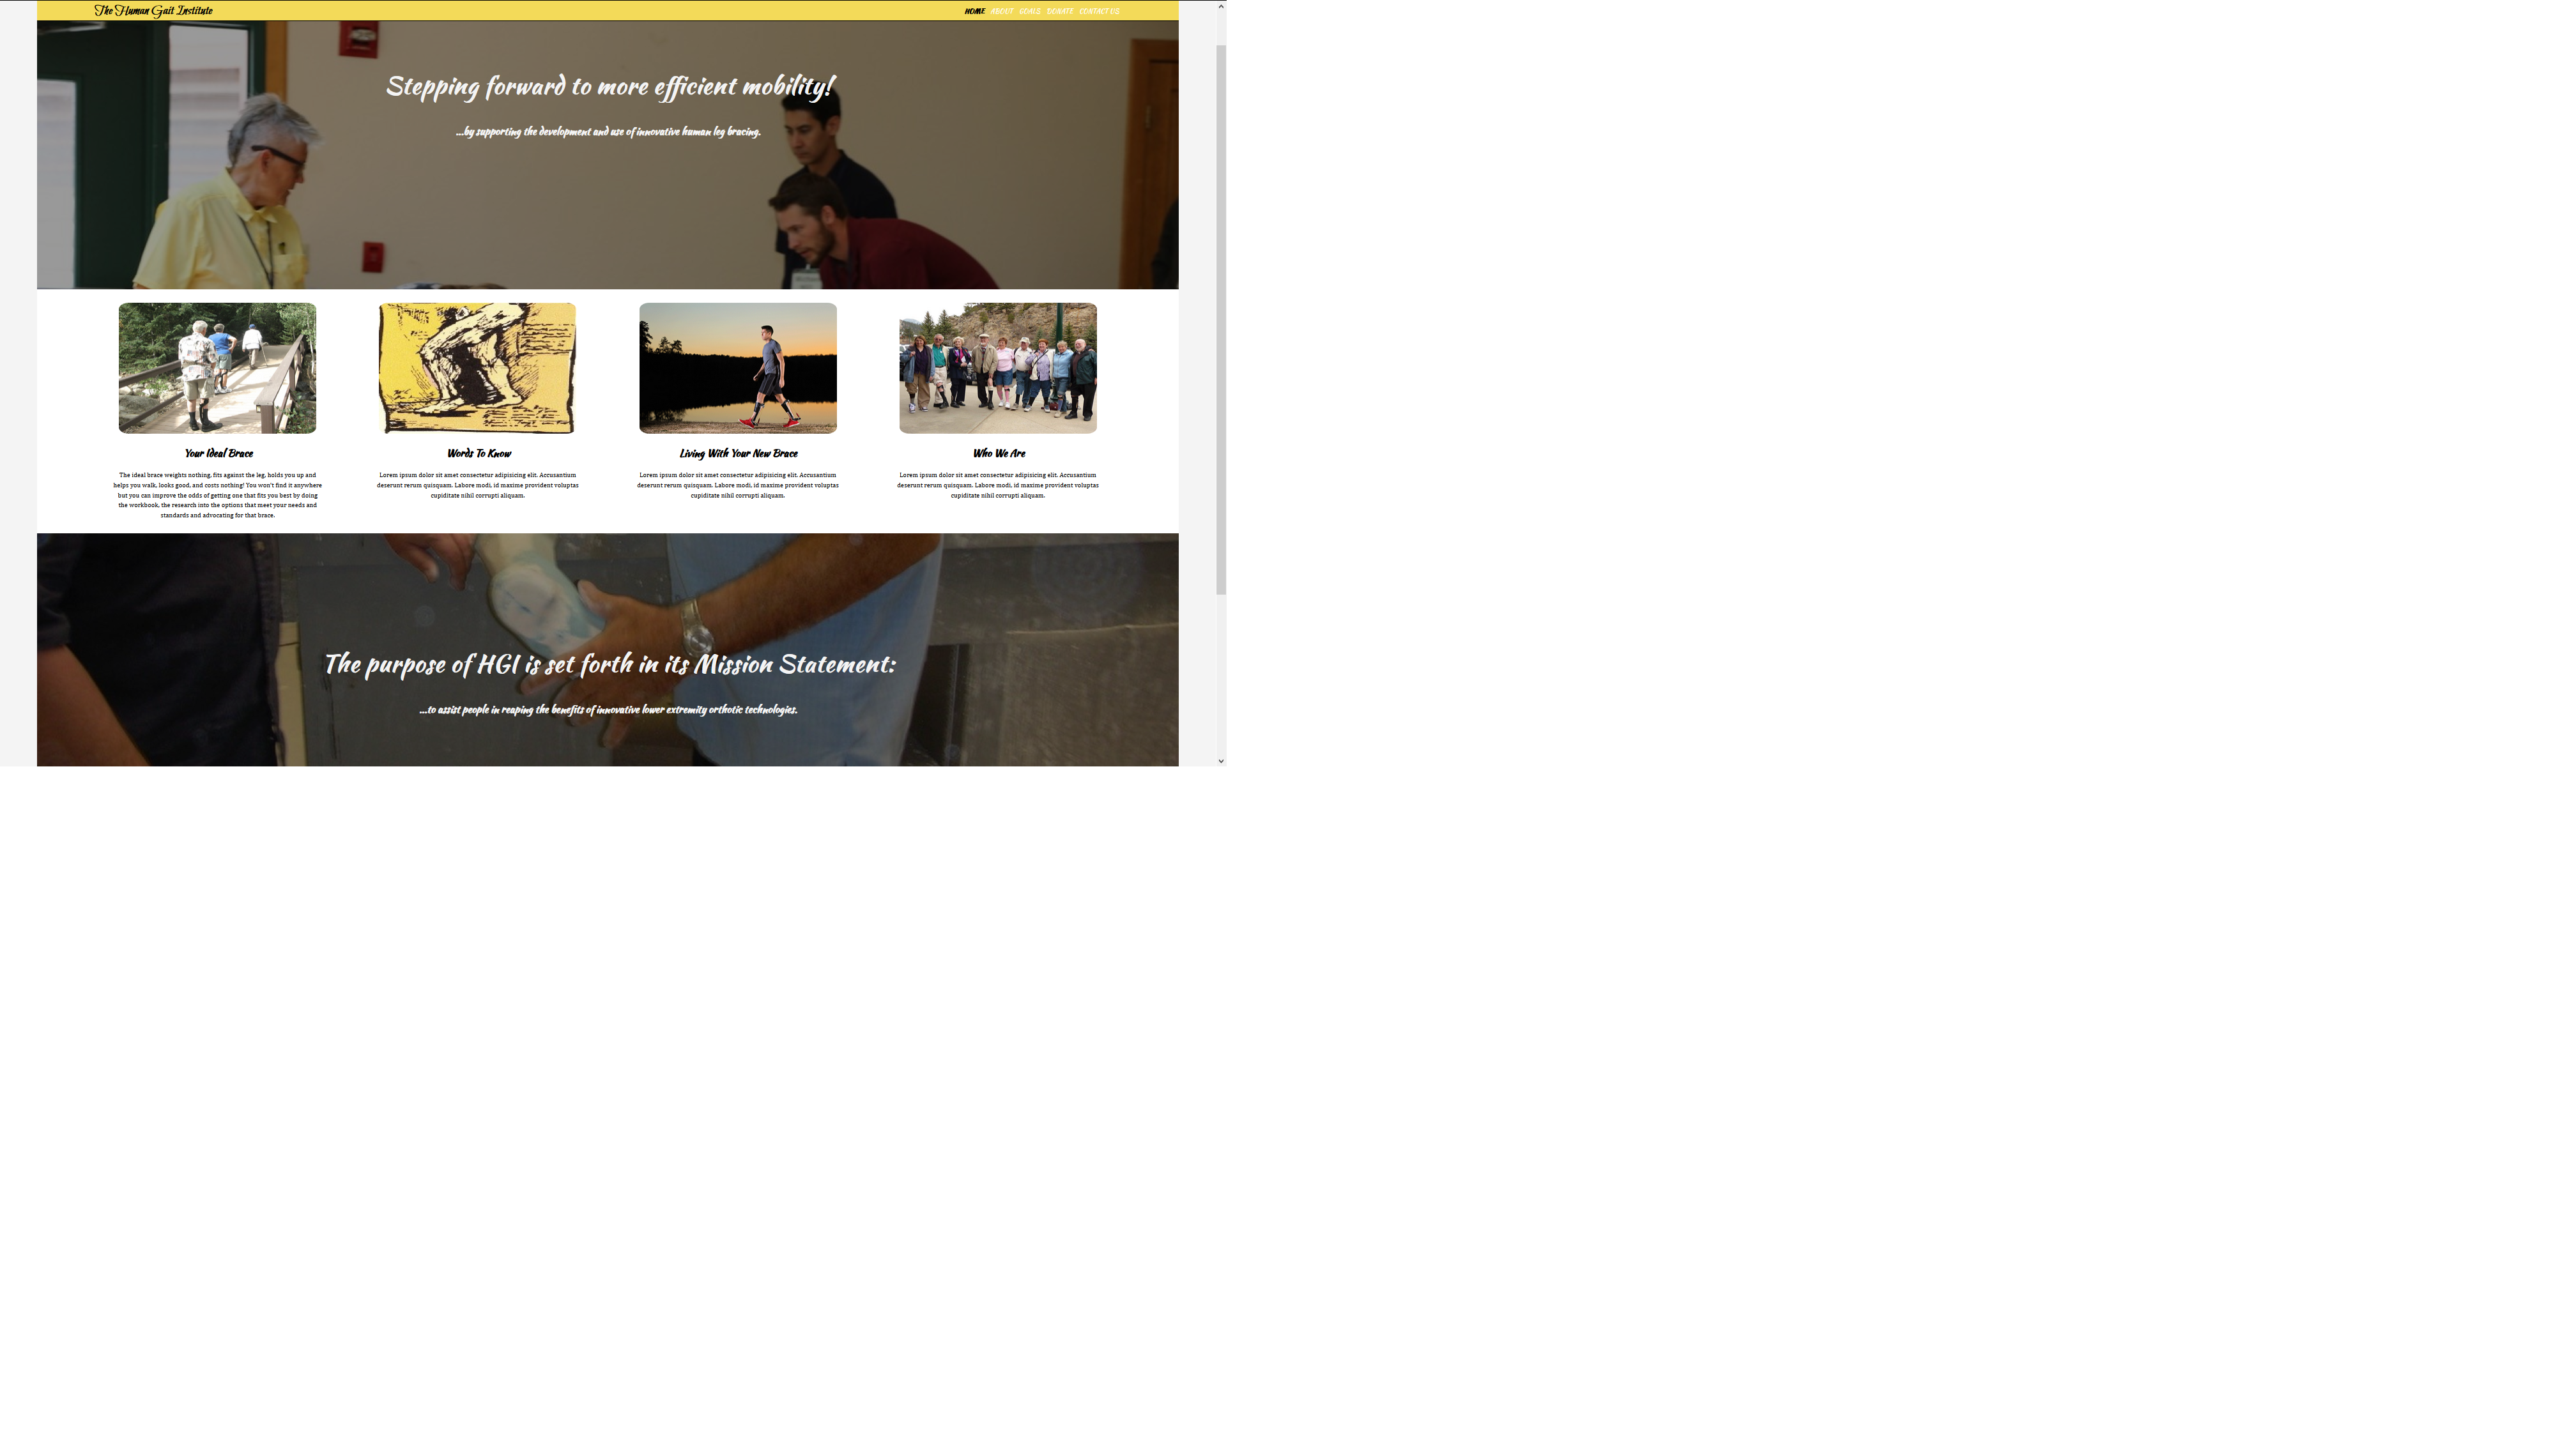 The Human Gait Institute
HOME ABOUT GOALS DONATE CONTACT US
Stepping forward to more efficient mobility!
...by supporting the development and use of innovative human leg bracing.
Your Ideal Brace
The ideal brace weights nothing, fits against the leg, holds you up and
helps you walk, looks good, and costs nothing! You won't find it anywhere
but you can improve the odds of getting one that fits you best by doing
the workbook, the research into the options that meet your needs and
standards and advocating for that brace.
Words To Know
Lorem ipsum dolor sit amet consectetur adipisicing elit. Accusantium
deserunt rerum quisquam. Labore modi, id maxime provident voluptas
cupiditate nihil corrupti aliquam.
Living With Your New Brace
Lorem ipsum dolor sit amet consectetur adipisicing elit. Accusantium
deserunt rerum quisquam. Labore modi, id maxime provident voluptas
cupiditate nihil corrupti aliquam.
Who We Are
Lorem ipsum dolor sit amet consectetur adipisicing elit. Accusantium
deserunt rerum quisquam. Labore modi, id maxime provident voluptas
cupiditate nihil corrupti aliquam.
The purpose of HGI is set forth in its Mission Statement:
...to assist people in reaping the benefits of innovative lower extremity orthotic technologies.